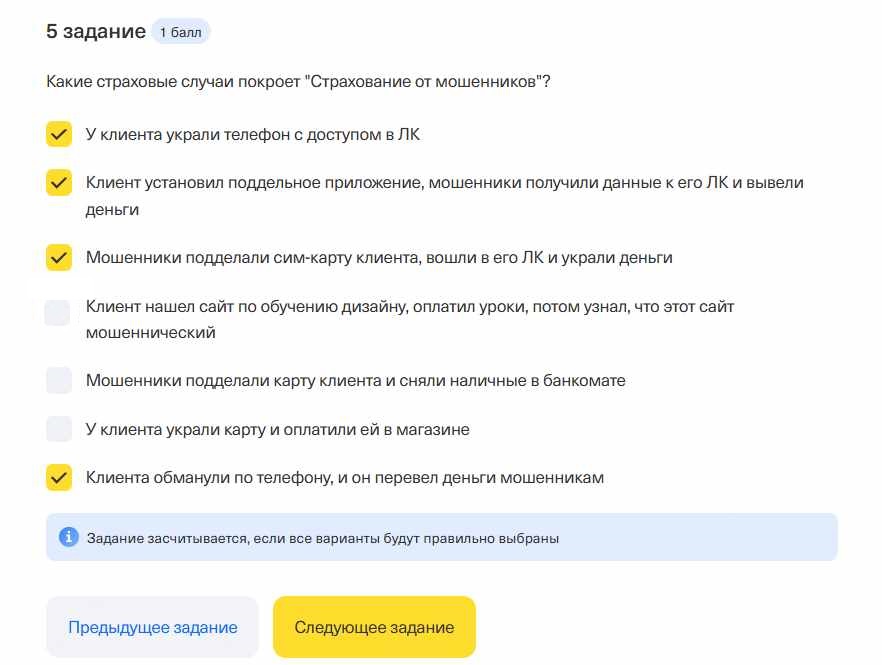 5 задание 1 балл
Какие страховые случаи покроет "Страхование от мошенников"?
У клиента украли телефон с доступом в ЛК
Клиент установил поддельное приложение, мошенники получили данные к его ЛК и вывели
деньги
Мошенники подделали сим-карту клиента, вошли в его ЛК и украли деньги
Клиент нашел сайт по обучению дизайну, оплатил уроки, потом узнал, что этот сайт
мошеннический
Мошенники подделали карту клиента и сняли наличные в банкомате
У клиента украли карту и оплатили ей в магазине
Клиента обманули по телефону, и он перевел деньги мошенникам
Задание засчитывается, если все варианты будут правильно выбраны
Предыдущее задание Следующее задание